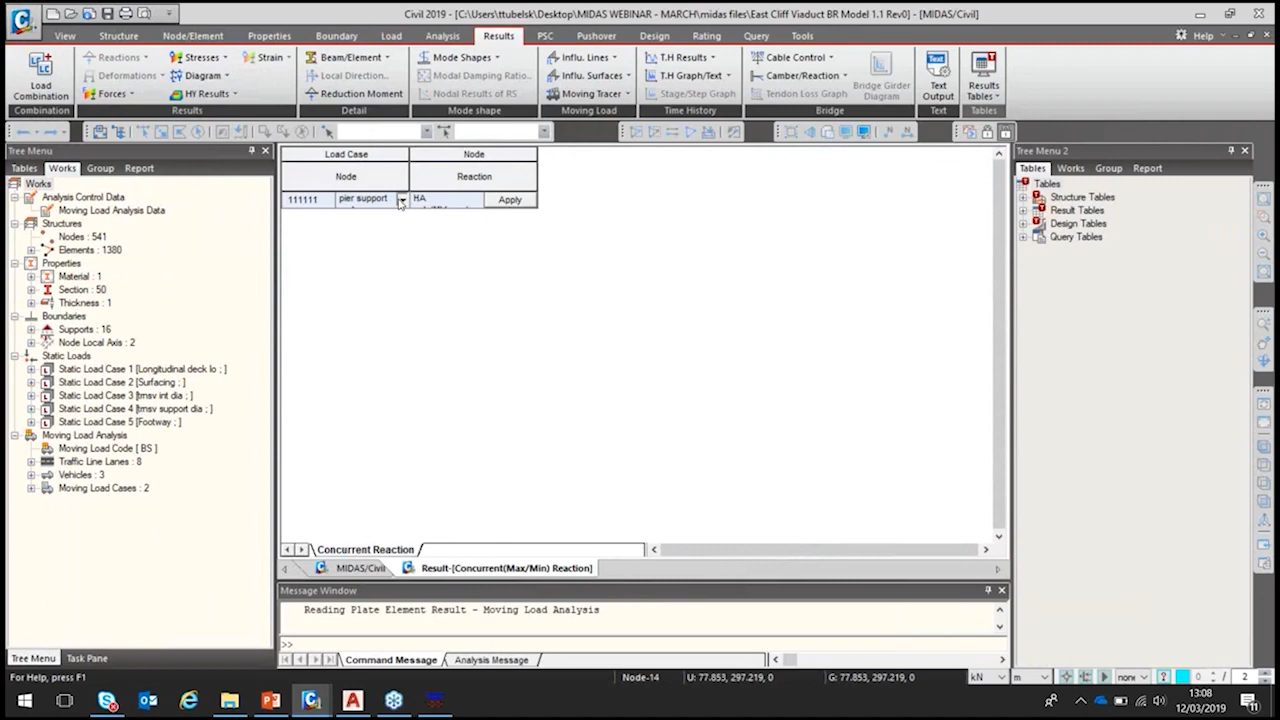 Civil 2019 - [C:\Users\ttubelsk\Desktop\MIDAS WEBINAR - MARCH\midas files\East Cliff Viaduct BR Model 1.1 Rev0] - [MIDAS/Civil]
View Structure Node/Element Properties Boundary Load Analysis Results PSC Pushover Design Rating Query Tools Help
Reactions Stresses Strain Beam/Element Mode Shapes Influ. Lines T.H Results Cable Control
Deformations Diagram Local Direction... Modal Damping Ratio... Influ. Surfaces T.H Graph/Text Camber/Reaction
Load Combination
Forces HY Results Reduction Moment Nodal Results of RS Moving Tracer Stage/Step Graph Tendon Loss Graph
Bridge Girder Diagram
Text Output
Results Tables
Combination Results Detail Mode shape Moving Load Time History Bridge Text Tables
Tree Menu
Tables Works Group Report
Works
Analysis Control Data
Moving Load Analysis Data
Structures
Nodes : 541
Elements : 1380
Properties
Material : 1
Section : 50
Thickness : 1
Boundaries
Supports : 16
Node Local Axis : 2
Static Loads
Static Load Case 1 [Longitudinal deck lo ; ]
Static Load Case 2 [Surfacing ; ]
Static Load Case 3 [trnsv int dia ; ]
Static Load Case 4 [trnsv support dia ; ]
Static Load Case 5 [Footway ; ]
Moving Load Analysis
Moving Load Code [ BS ]
Traffic Line Lanes : 8
Vehicles : 3
Moving Load Cases : 2
Tree Menu Task Pane
Load Case Node
Node Reaction
111111 pier support HA Apply
Concurrent Reaction
MIDAS/Civil Result-[Concurrent(Max/Min) Reaction]
Message Window
Reading Plate Element Result - Moving Load Analysis
>>
Command Message Analysis Message
Tree Menu 2
Tables Works Group Report
Tables
Structure Tables
Result Tables
Design Tables
Query Tables
For Help, press F1
Node-14 U: 77.853, 297.219, 0 G: 77.853, 297.219, 0 kN m none 0 / 2
13:08
12/03/2019
11